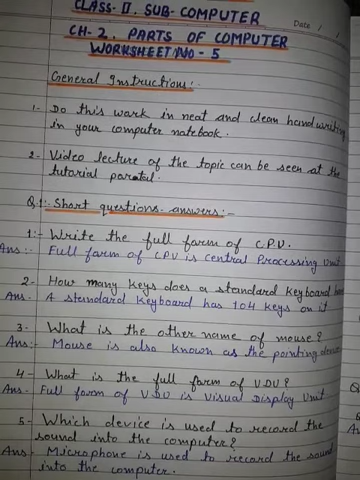 CLASS-II. SUB-COMPUTER
Date / /
CH-2. PARTS OF COMPUTER
WORKSHEET NO-5
General Instructions:-
1- Do this work in neat and clean handwriting
in your computer notebook.
2- Video lecture of the topic can be seen at the
tutorial
Q.1:- Short questions-answers:-
1:- Write the full form of C.P.U.
Ans:- Full form of CPU is Central Processing Unit
2- How many keys does a standard keyboard
Ans. A standard keyboard has 104 keys on it
3- What is the other name of mouse?
Ans:- Mouse is also known as the pointing device
4- What is the full form of VDU?
Ans- Full form of VDU is Visual Display Unit
5- Which device is used to record the
sound into the computer?
Ans- Microphone is used to record the sound
into the computer.